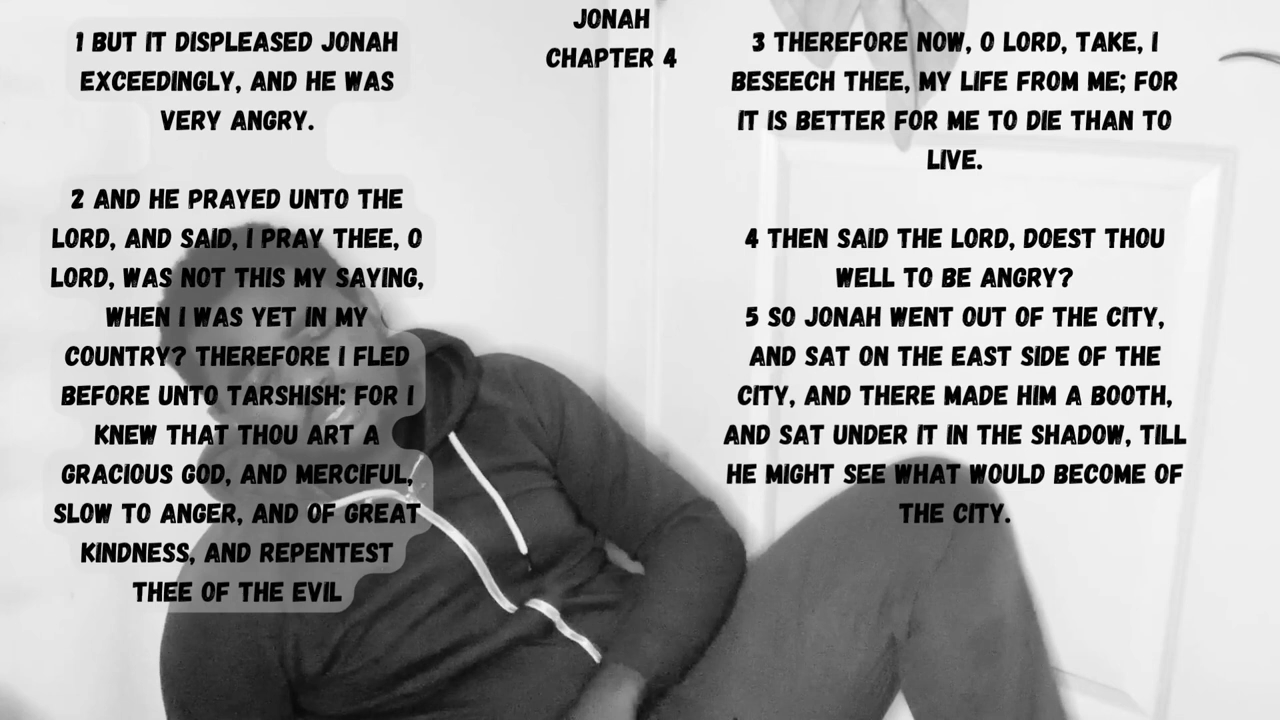 JONAH
CHAPTER 4
1 BUT IT DISPLEASED JONAH
EXCEEDINGLY, AND HE WAS
VERY ANGRY.
2 AND HE PRAYED UNTO THE
LORD, AND SAID, I PRAY THEE, O
LORD, WAS NOT THIS MY SAYING,
WHEN I WAS YET IN MY
COUNTRY? THEREFORE I FLED
BEFORE UNTO TARSHISH: FOR I
KNEW THAT THOU ART A
GRACIOUS GOD, AND MERCIFUL,
SLOW TO ANGER, AND OF GREAT
KINDNESS, AND REPENTEST
THEE OF THE EVIL
3 THEREFORE NOW, O LORD, TAKE, I
BESEECH THEE, MY LIFE FROM ME; FOR
IT IS BETTER FOR ME TO DIE THAN TO
LIVE.
4 THEN SAID THE LORD, DOEST THOU
WELL TO BE ANGRY?
5 SO JONAH WENT OUT OF THE CITY,
AND SAT ON THE EAST SIDE OF THE
CITY, AND THERE MADE HIM A BOOTH,
AND SAT UNDER IT IN THE SHADOW, TILL
HE MIGHT SEE WHAT WOULD BECOME OF
THE CITY.